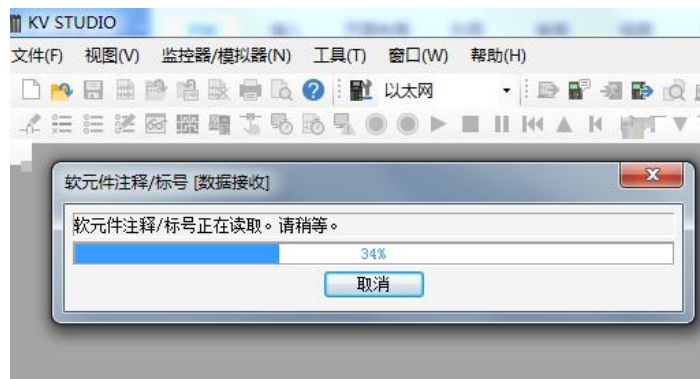 KV STUDIO
文件(F) 视图(V) 监控器/模拟器(N) 工具(T) 窗口(W) 帮助(H)
以太网
软元件注释/标号 [数据接收]
软元件注释/标号正在读取。请稍等。
34%
取消